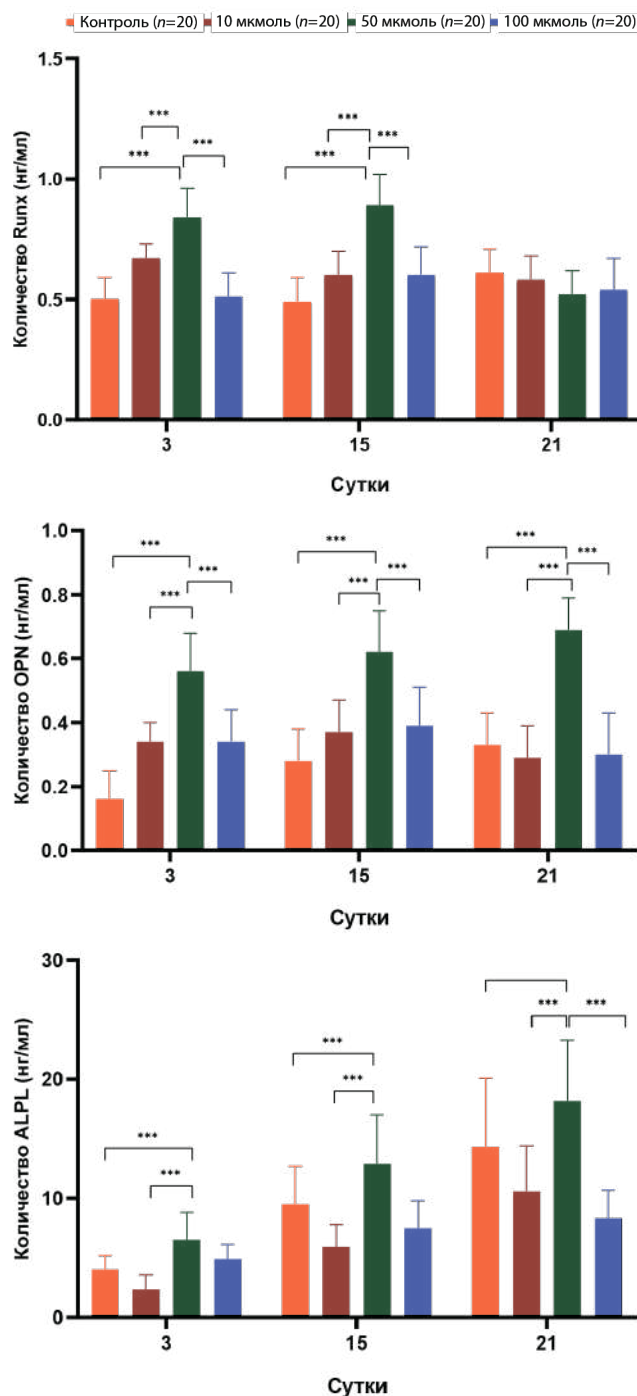 Контроль (n=20) 10 мкмоль (n=20) 50 мкмоль (n=20) 100 мкмоль (n=20)
Количество Runx (нг/мл)
1.5
1.0
0.5
0.0
*** *** ***
*** *** ***
3 15 21
Сутки
Количество OPN (нг/мл)
1.0
0.8
0.6
0.4
0.2
0.0
*** *** ***
*** *** ***
*** *** ***
3 15 21
Сутки
Количество ALPL (нг/мл)
30
20
10
0
*** ***
*** ***
*** ***
3 15 21
Сутки